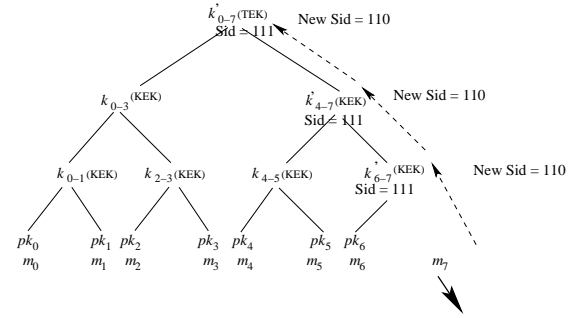 k'0–7 (TEK) New Sid = 110
Sid = 111
k0–3 (KEK) k'4–7 (KEK) New Sid = 110
Sid = 111
k0–1 (KEK) k2–3 (KEK) k4–5 (KEK) k'6–7 (KEK) New Sid = 110
Sid = 111
pk0 pk1 pk2 pk3 pk4 pk5 pk6
m0 m1 m2 m3 m4 m5 m6 m7